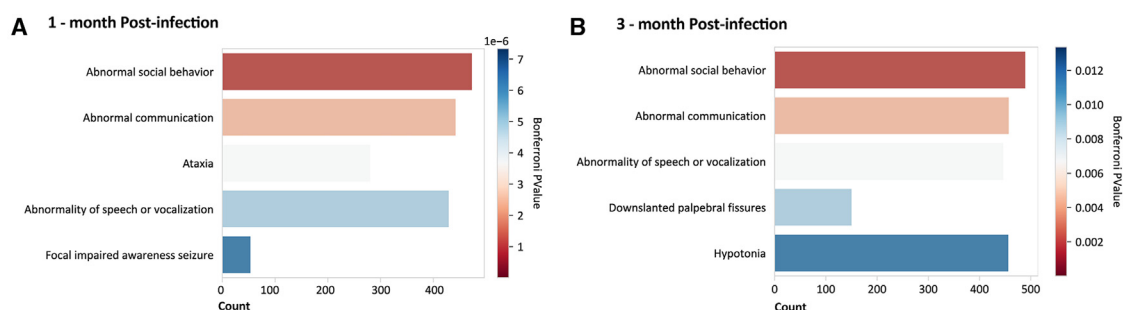 A 1 - month Post-infection
1e−6
Abnormal social behavior
Abnormal communication
Ataxia
Abnormality of speech or vocalization
Focal impaired awareness seizure
0 100 200 300 400
Count
7
6
5
4
3
2
1
Bonferroni PValue
B 3 - month Post-infection
Abnormal social behavior
Abnormal communication
Abnormality of speech or vocalization
Downslanted palpebral fissures
Hypotonia
0 100 200 300 400 500
Count
0.012
0.010
0.008
0.006
0.004
0.002
Bonferroni PValue